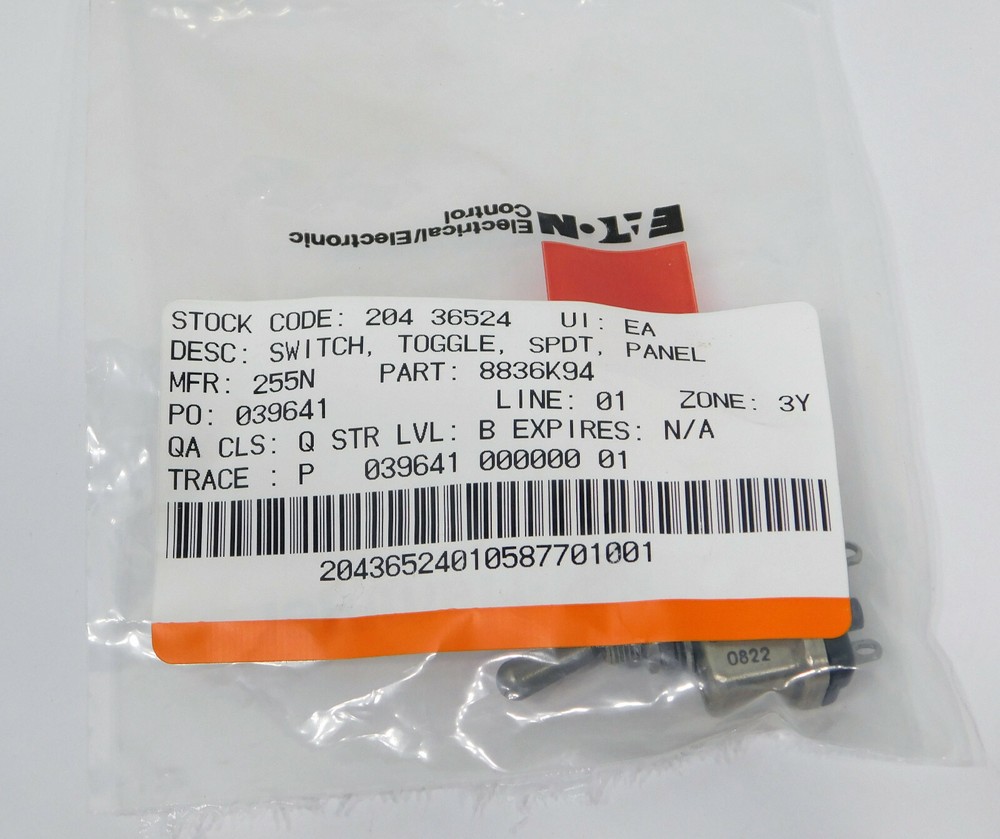 EATON Electrical/Electronic
Control
STOCK CODE: 204 36524 UI: EA
DESC: SWITCH, TOGGLE, SPDT, PANEL
MFR: 255N PART: 8836K94
PO: 039641 LINE: 01 ZONE: 3Y
QA CLS: Q STR LVL: B EXPIRES: N/A
TRACE : P 039641 000000 01
20436524010587701001
0822